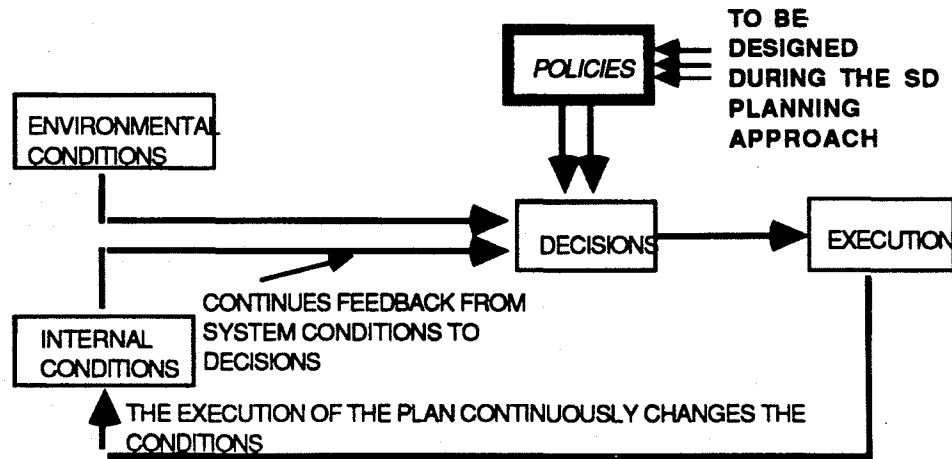 TO BE
DESIGNED
DURING THE SD
PLANNING
APPROACH
POLICIES
ENVIRONMENTAL
CONDITIONS
DECISIONS
EXECUTION
CONTINUES FEEDBACK FROM
SYSTEM CONDITIONS TO
DECISIONS
INTERNAL
CONDITIONS
THE EXECUTION OF THE PLAN CONTINUOUSLY CHANGES THE
CONDITIONS